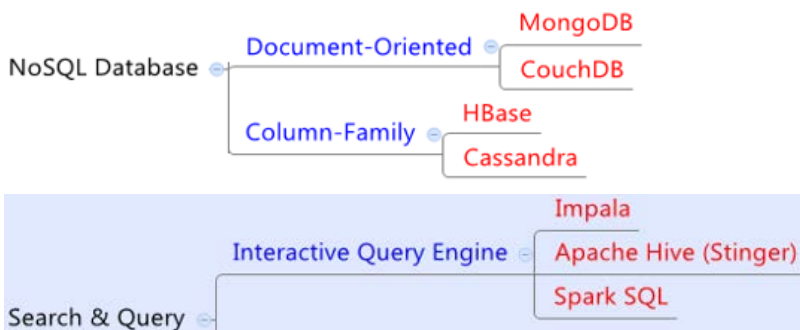 MongoDB
Document-Oriented
NoSQL Database
CouchDB
HBase
Column-Family
Cassandra
Impala
Interactive Query Engine
Apache Hive (Stinger)
Spark SQL
Search & Query